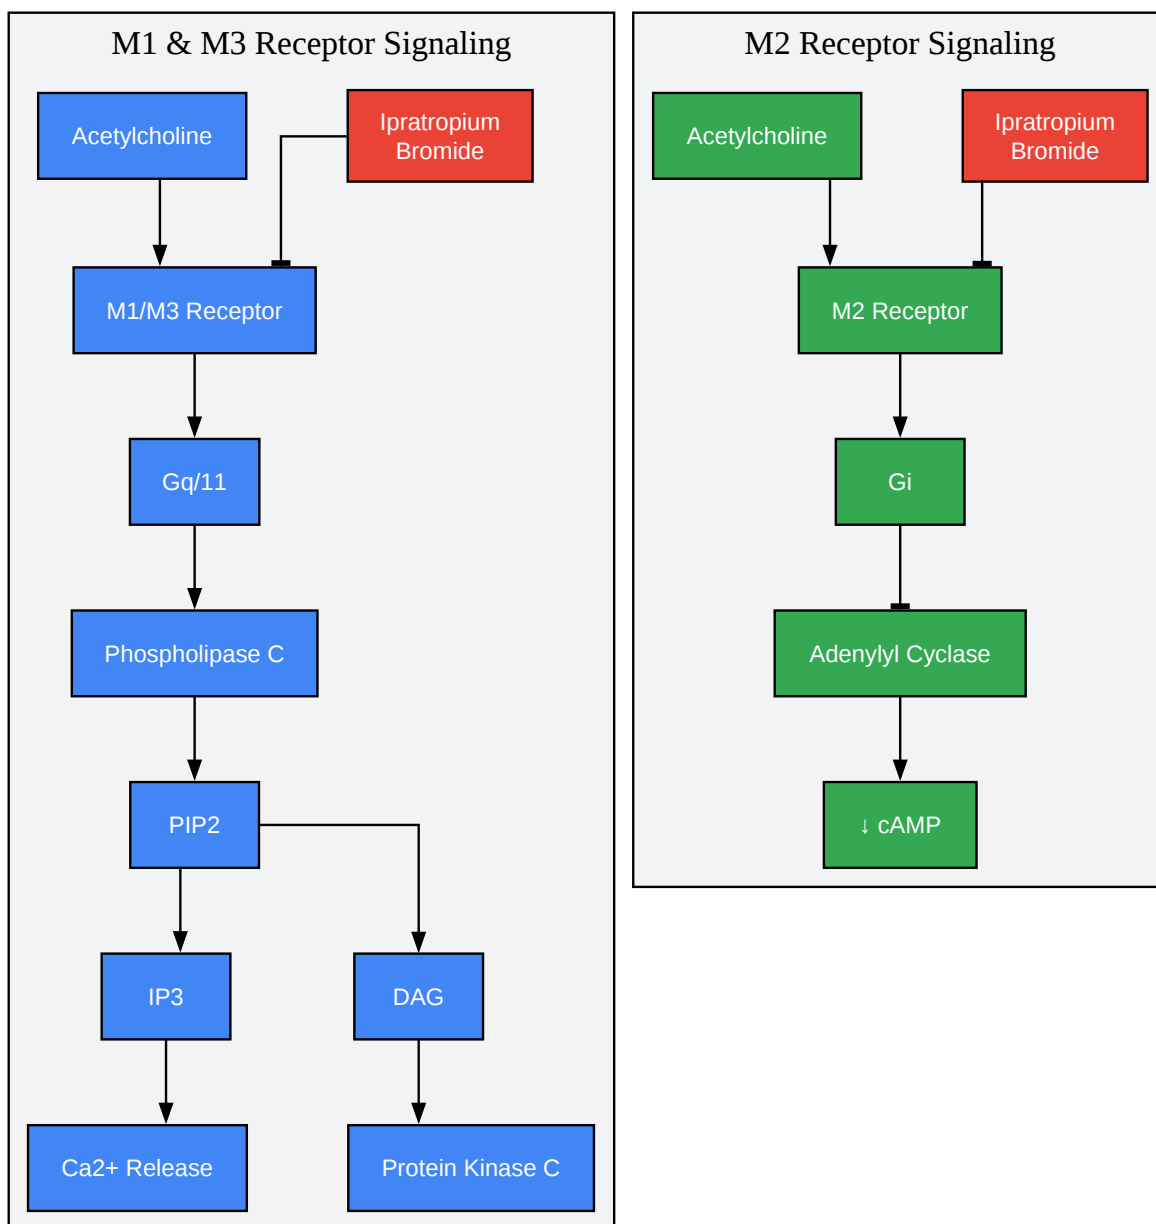 M1 & M3 Receptor Signaling
Acetylcholine
Ipratropium
Bromide
M1/M3 Receptor
Gq/11
Phospholipase C
PIP2
IP3
DAG
Ca2+ Release
Protein Kinase C
M2 Receptor Signaling
Acetylcholine
Ipratropium
Bromide
M2 Receptor
Gi
Adenylyl Cyclase
↓ cAMP